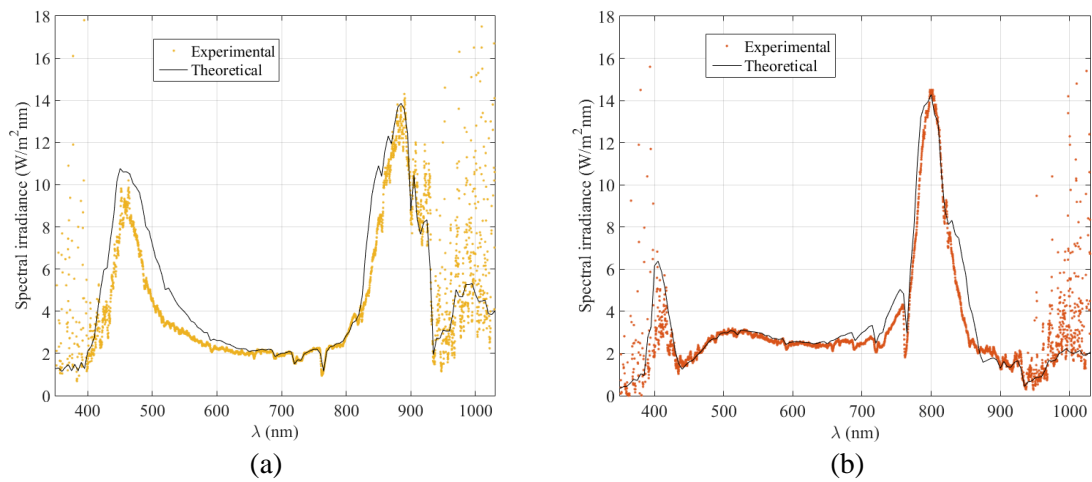 18
16
14
12
10
8
6
4
2
0
Spectral irradiance (W/m²nm)
Experimental
Theoretical
400 500 600 700 800 900 1000
λ (nm)
(a)
18
16
14
12
10
8
6
4
2
0
Spectral irradiance (W/m²nm)
Experimental
Theoretical
400 500 600 700 800 900 1000
λ (nm)
(b)